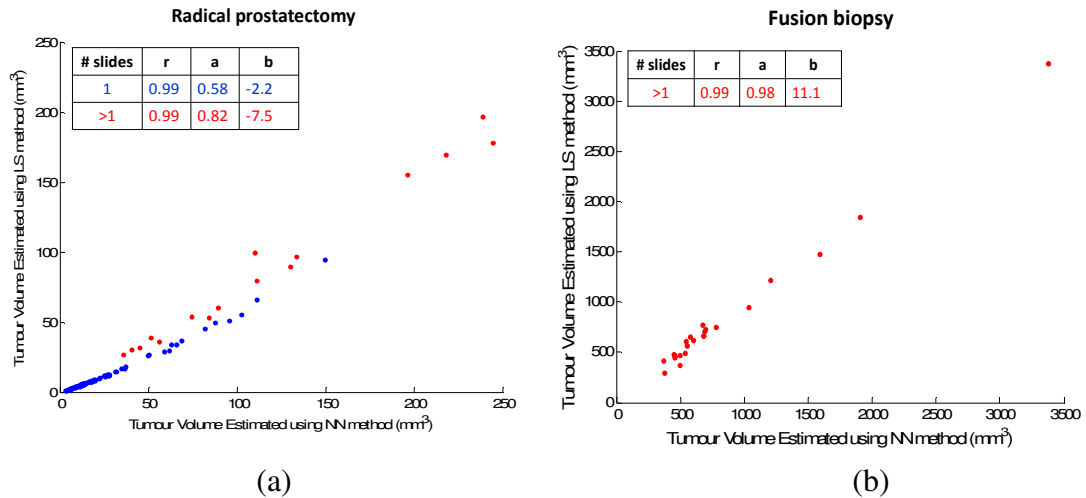 Radical prostatectomy
250
200
150
100
50
0
0 50 100 150 200 250
Tumour Volume Estimated using LS method (mm³)
Tumour Volume Estimated using NN method (mm³)
# slides r a b
1 0.99 0.58 -2.2
>1 0.99 0.82 -7.5
(a)
Fusion biopsy
3500
3000
2500
2000
1500
1000
500
0
0 500 1000 1500 2000 2500 3000 3500
Tumour Volume Estimated using LS method (mm³)
Tumour Volume Estimated using NN method (mm³)
# slides r a b
>1 0.99 0.98 11.1
(b)